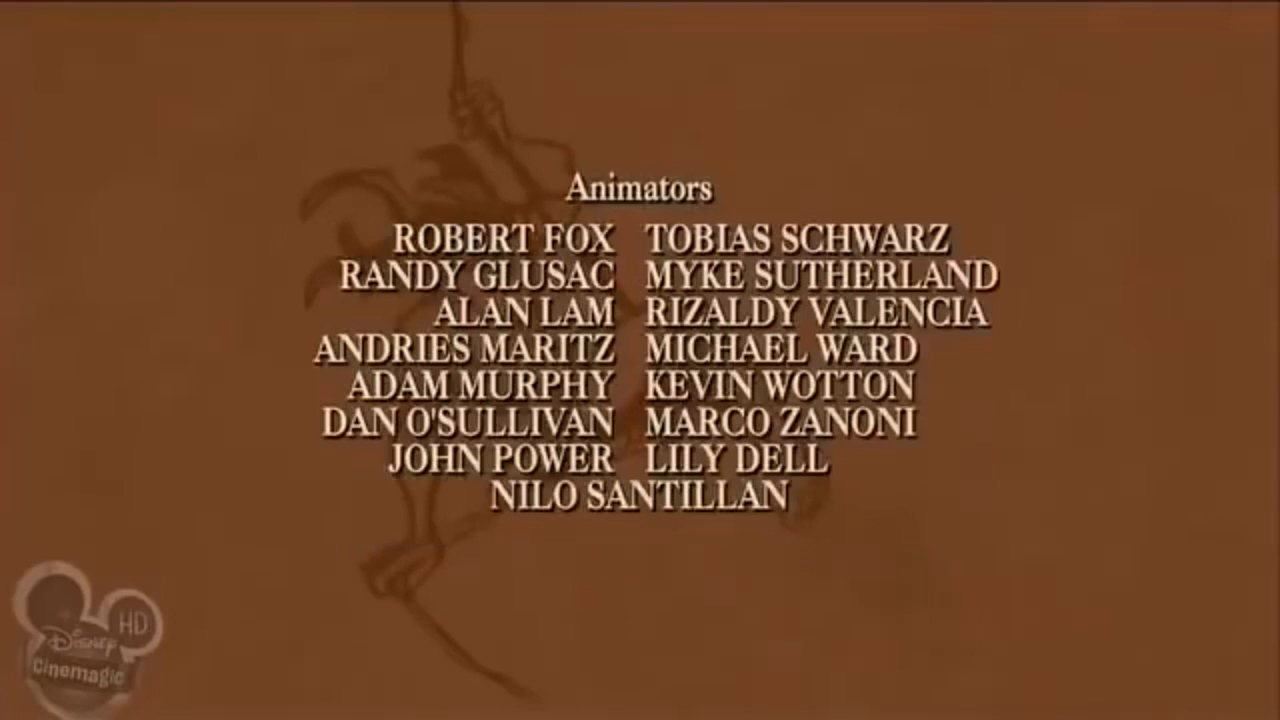 Animators
ROBERT FOX TOBIAS SCHWARZ
RANDY GLUSAC MYKE SUTHERLAND
ALAN LAM RIZALDY VALENCIA
ANDRIES MARITZ MICHAEL WARD
ADAM MURPHY KEVIN WOTTON
DAN O'SULLIVAN MARCO ZANONI
JOHN POWER LILY DELL
NILO SANTILLAN
HD
Disney
Cinemagic